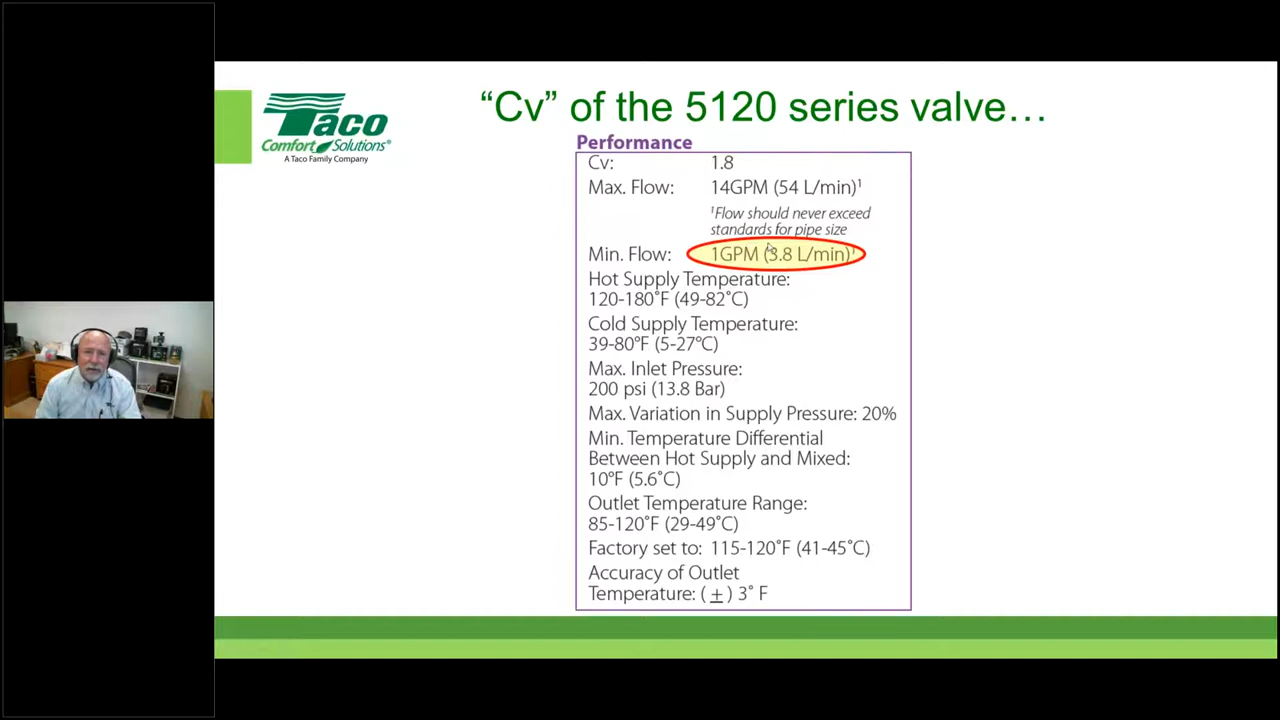 Taco
Comfort Solutions®
A Taco Family Company
“Cv” of the 5120 series valve…
Performance
Cv: 1.8
Max. Flow: 14GPM (54 L/min)¹
¹Flow should never exceed
standards for pipe size
Min. Flow: 1GPM (3.8 L/min)¹
Hot Supply Temperature:
120-180˚F (49-82˚C)
Cold Supply Temperature:
39-80°F (5-27°C)
Max. Inlet Pressure:
200 psi (13.8 Bar)
Max. Variation in Supply Pressure: 20%
Min. Temperature Differential
Between Hot Supply and Mixed:
10°F (5.6˚C)
Outlet Temperature Range:
85-120˚F (29-49˚C)
Factory set to: 115-120˚F (41-45˚C)
Accuracy of Outlet
Temperature: ( ± ) 3˚ F